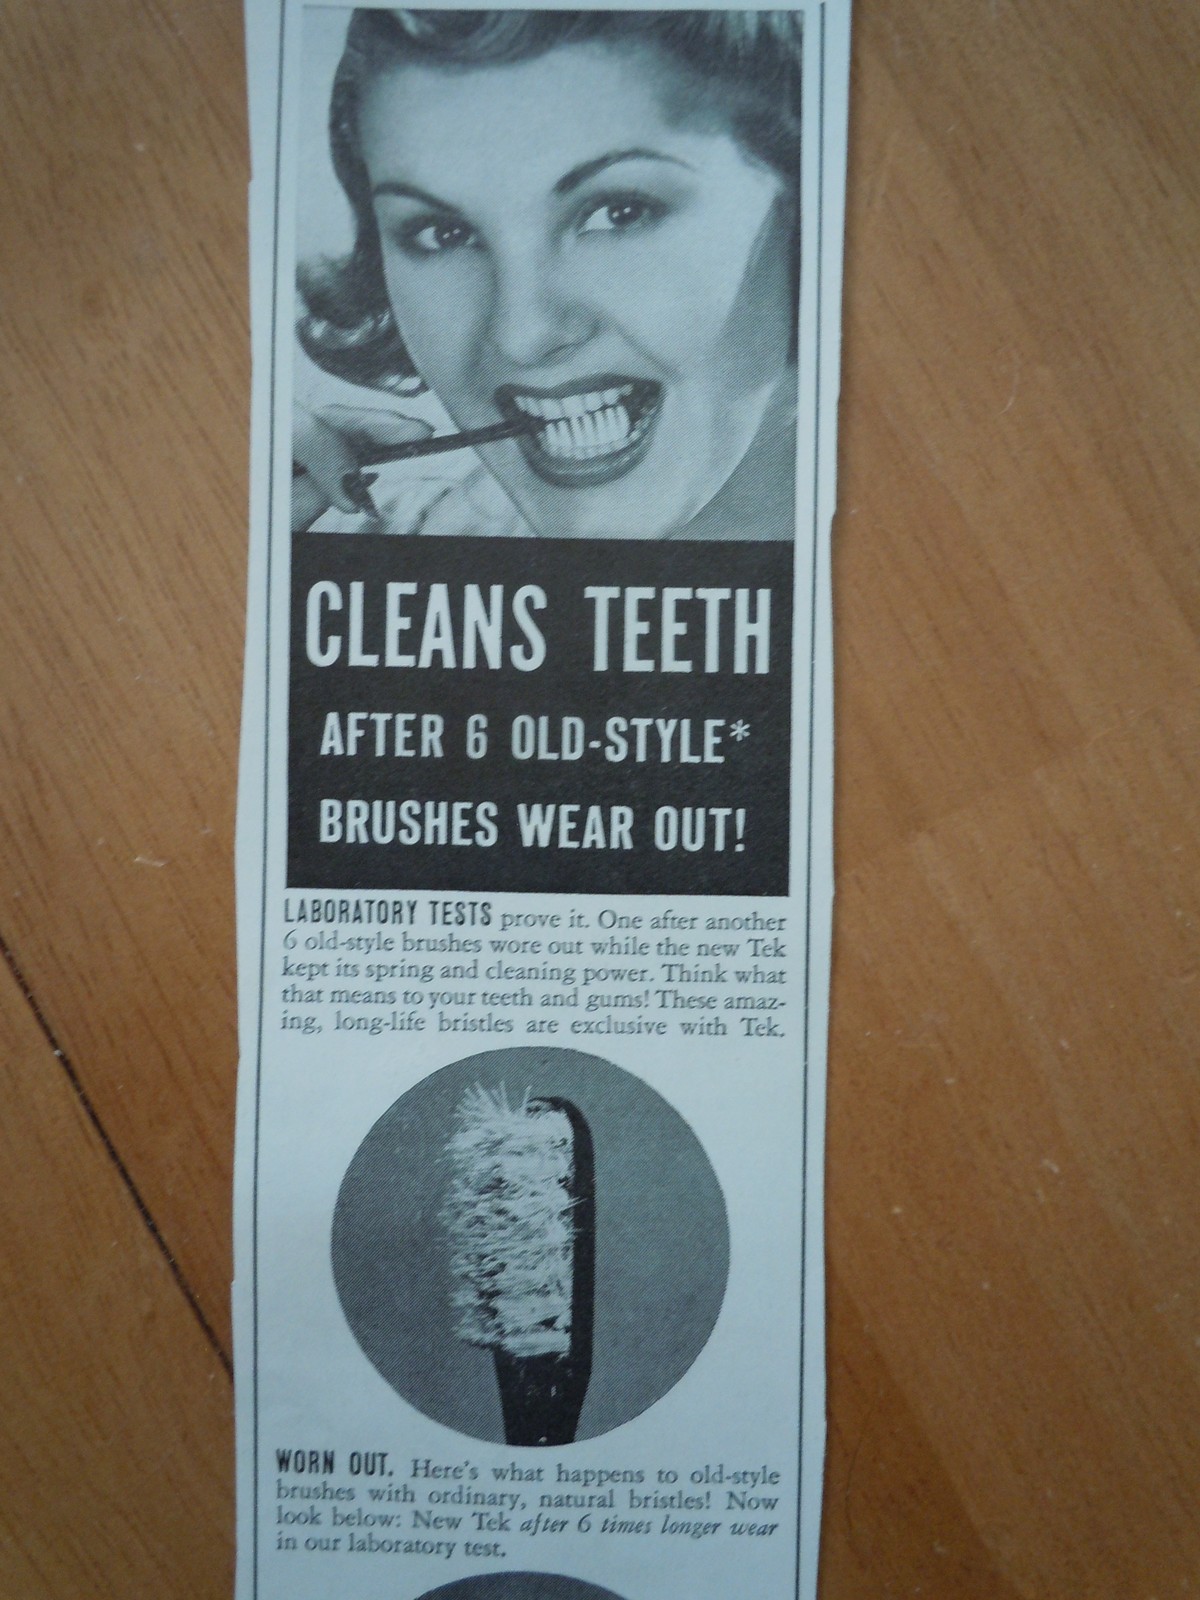 CLEANS TEETH
AFTER 6 OLD-STYLE*
BRUSHES WEAR OUT!
LABORATORY TESTS prove it. One after another
6 old-style brushes wore out while the new Tek
kept its spring and cleaning power. Think what
that means to your teeth and gums! These amaz-
ing, long-life bristles are exclusive with Tek.
WORN OUT. Here's what happens to old-style
brushes with ordinary, natural bristles! Now
look below: New Tek after 6 times longer wear
in our laboratory test.